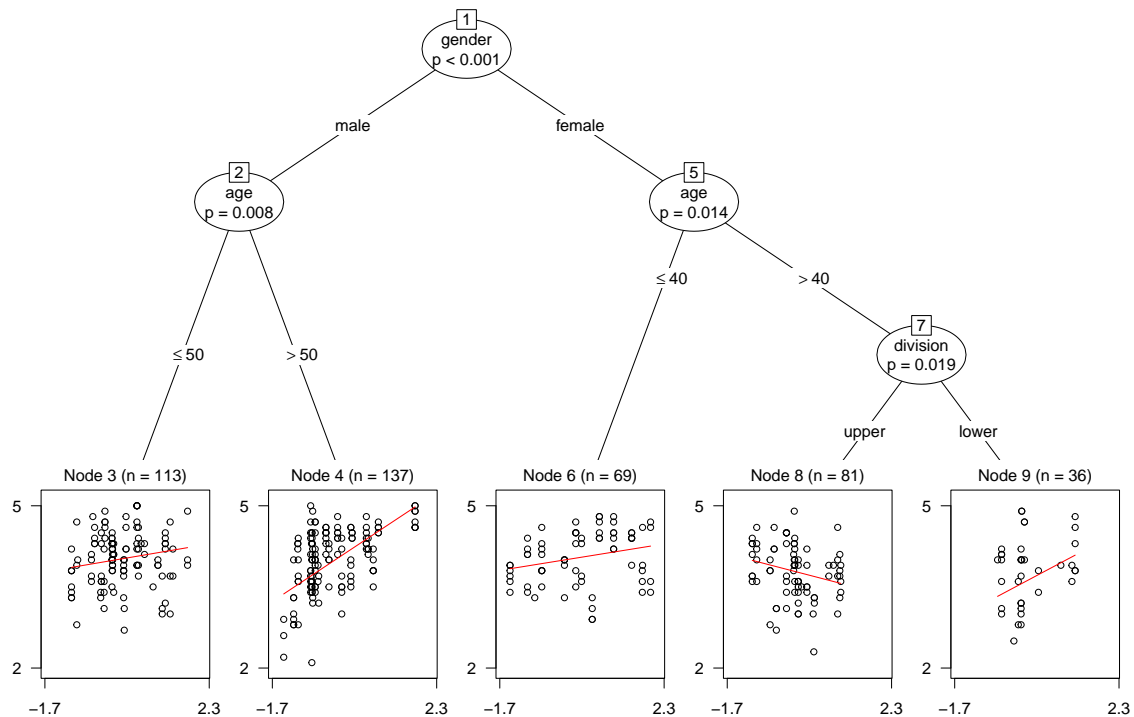 1
gender
p < 0.001
male
female
2
age
p = 0.008
5
age
p = 0.014
≤ 40
> 40
7
division
p = 0.019
≤ 50
> 50
upper
lower
Node 3 (n = 113)
Node 4 (n = 137)
Node 6 (n = 69)
Node 8 (n = 81)
Node 9 (n = 36)
5
5
5
5
5
2
2
2
2
2
−1.7
2.3
−1.7
2.3
−1.7
2.3
−1.7
2.3
−1.7
2.3